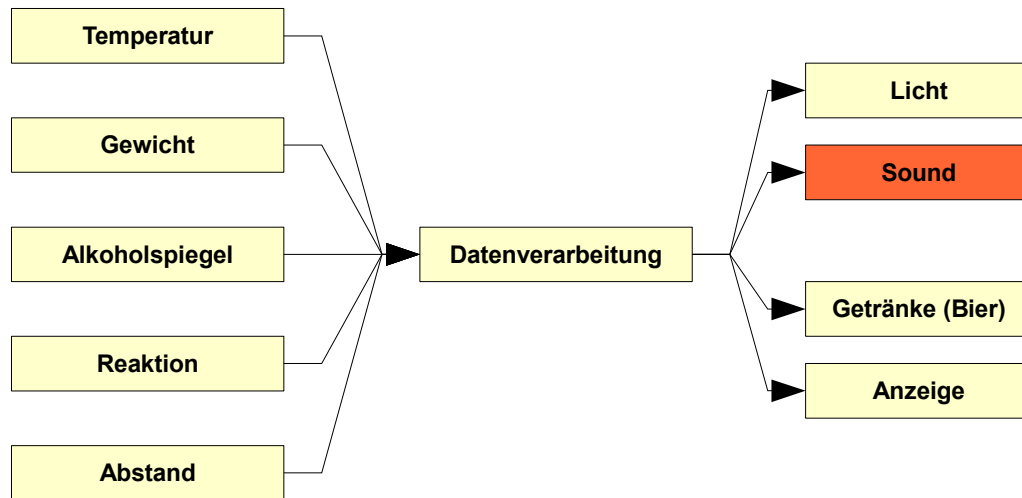 Temperatur
Gewicht
Alkoholspiegel
Reaktion
Abstand
Datenverarbeitung
Licht
Sound
Getränke (Bier)
Anzeige